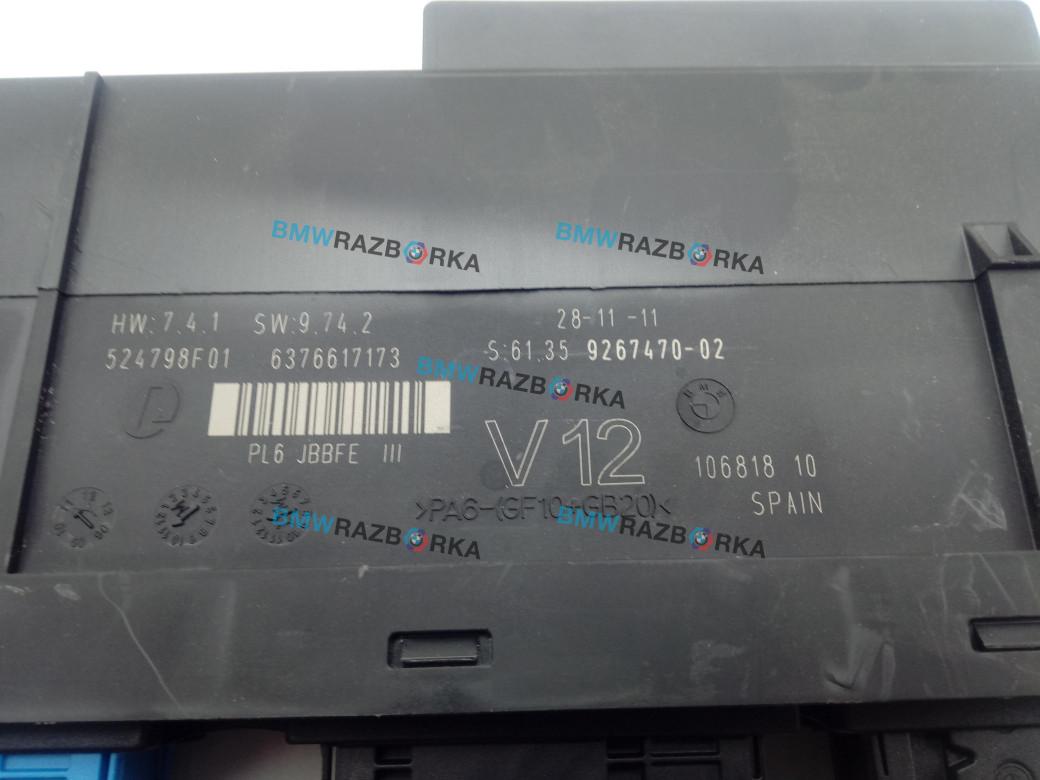 BMWRAZBORKA BMWRAZBORKA
HW:7.4.1 SW:9.74.2 28-11-11
524798F01 6376617173 -S:61.35 9267470-02
BMWRAZBORKA
BMW
PL6 JBBFE III V12 106818 10
>PA6-(GF10+GB20)< SPAIN
BMWRAZBORKA BMWRAZBORKA